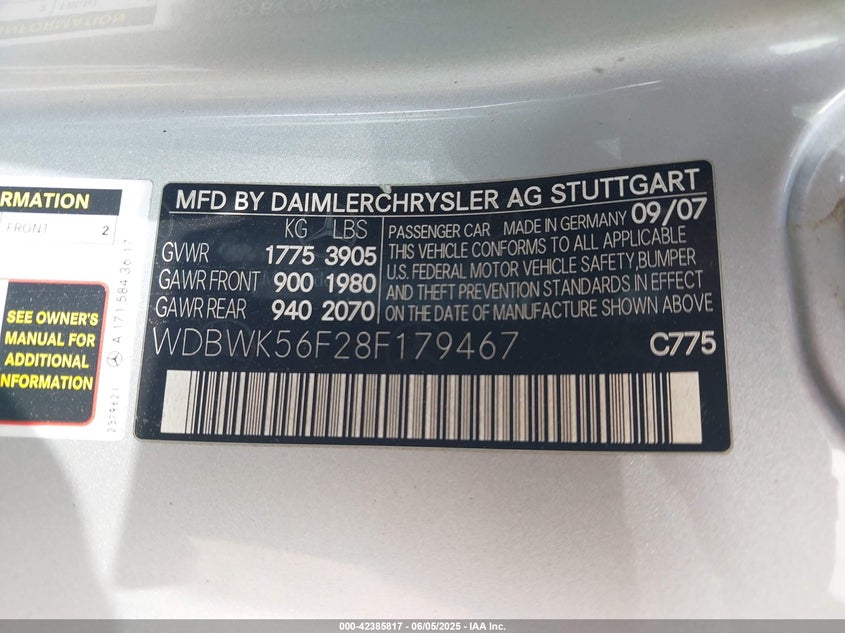 MFD BY DAIMLERCHRYSLER AG STUTTGART
KG LBS
GVWR 1775 3905
GAWR FRONT 900 1980
GAWR REAR 940 2070
PASSENGER CAR MADE IN GERMANY 09/07
THIS VEHICLE CONFORMS TO ALL APPLICABLE
U.S. FEDERAL MOTOR VEHICLE SAFETY,BUMPER
AND THEFT PREVENTION STANDARDS IN EFFECT
ON THE DATE OF MANUFACTURE SHOWN ABOVE
WDBWK56F28F179467 C775
RMATION
FRONT 2
SEE OWNER'S
MANUAL FOR
ADDITIONAL
INFORMATION
A 171 584 36 17
2379621
000-42385817 - 06/05/2025 - IAA Inc.